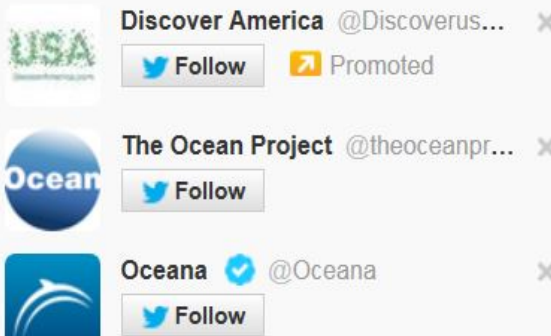 USA
Discover America @Discoverus...
Follow
Promoted
Ocean
The Ocean Project @theoceanpr...
Follow
Oceana @Oceana
Follow